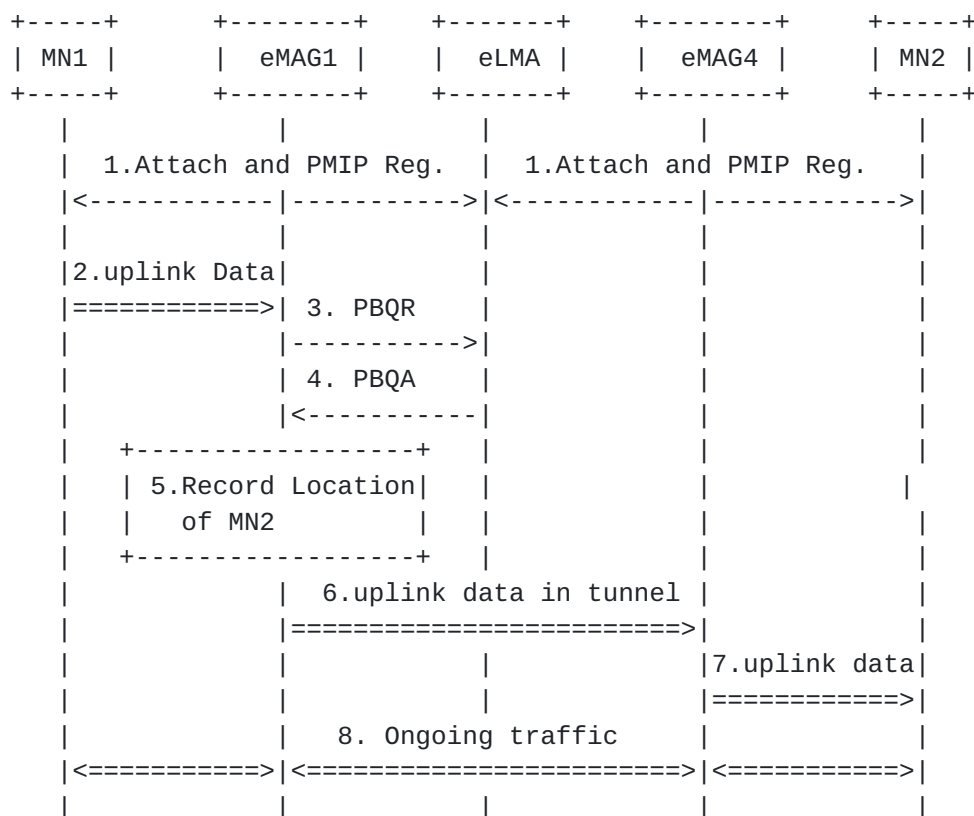 +-----+       +--------+     +-------+     +--------+       +-----+
| MN1 |       |  eMAG1 |     |  eLMA |     |  eMAG4 |       | MN2 |
+-----+       +--------+     +-------+     +--------+       +-----+
   |             |            |             |             |
   |  1.Attach and PMIP Reg.  |  1.Attach and PMIP Reg.   |
   |<------------|----------->|<------------|------------>|
   |             |            |             |             |
   |2.uplink Data|            |             |             |
   |============>| 3. PBQR    |             |             |
   |             |----------->|             |             |
   |             | 4. PBQA    |             |             |
   |             |<-----------|             |             |
   |   +------------------+   |             |             |
   |   | 5.Record Location|   |             |            |
   |   |   of MN2         |   |             |             |
   |   +------------------+   |             |             |
   |             |  6.uplink data in tunnel |             |
   |             |=========================>|             |
   |             |            |             |7.uplink data|
   |             |            |             |============>|
   |             |   8. Ongoing traffic     |             |
   |<===========>|<========================>|<===========>|
   |             |            |             |             |